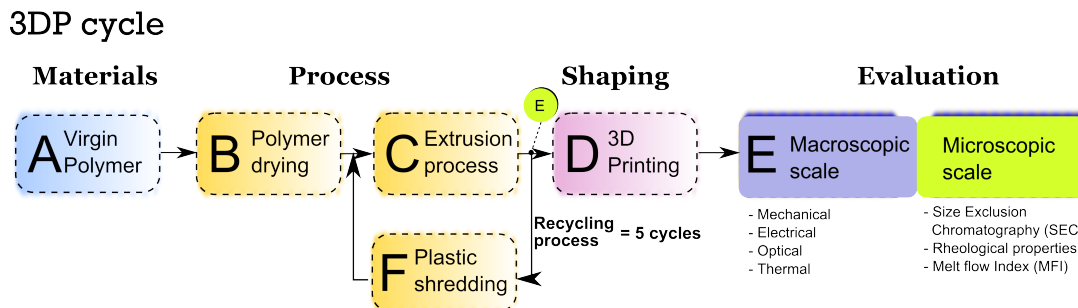 3DP cycle
Materials
Process
Shaping
Evaluation
E
A Virgin
Polymer
B Polymer
drying
C Extrusion
process
D 3D
Printing
E Macroscopic
scale
Microscopic
scale
Recycling
process = 5 cycles
F Plastic
shredding
- Mechanical
- Electrical
- Optical
- Thermal
- Size Exclusion
Chromatography (SEC
- Rheological properties
- Melt flow Index (MFI)